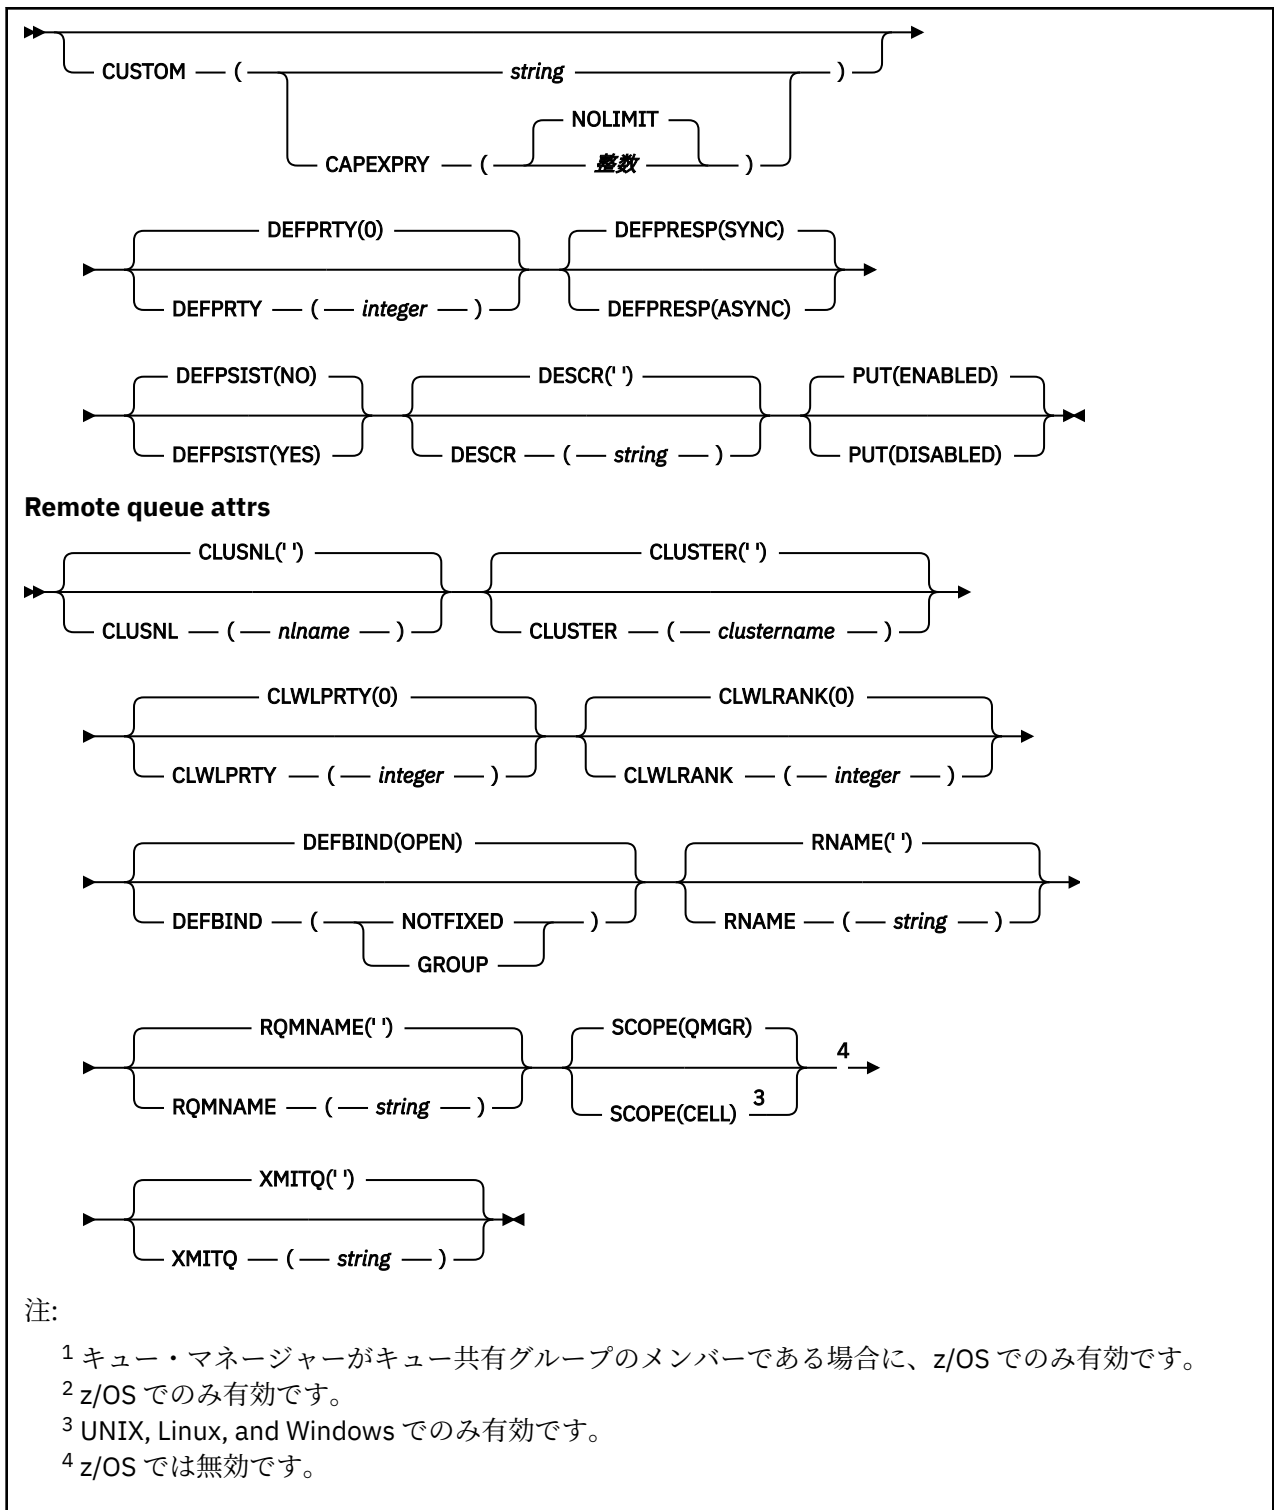 CUSTOM ( string )
NOLIMIT
CAPEXPRY ( 整数 )
DEFPRTY(0) DEFPRESP(SYNC)
DEFPRTY ( integer ) DEFPRESP(ASYNC)
DEFPSIST(NO) DESCR(' ') PUT(ENABLED)
DEFPSIST(YES) DESCR ( string ) PUT(DISABLED)
Remote queue attrs
CLUSNL(' ') CLUSTER(' ')
CLUSNL ( nlname ) CLUSTER ( clustername )
CLWLPRTY(0) CLWLRANK(0)
CLWLPRTY ( integer ) CLWLRANK ( integer )
DEFBIND(OPEN) RNAME(' ')
DEFBIND ( NOTFIXED ) RNAME ( string )
GROUP
RQMNAME(' ') SCOPE(QMGR) 4
RQMNAME ( string ) SCOPE(CELL) 3
XMITQ(' ')
XMITQ ( string )
注:
1 キュー・マネージャーがキュー共有グループのメンバーである場合に、z/OS でのみ有効です。
2 z/OS でのみ有効です。
3 UNIX, Linux, and Windows でのみ有効です。
4 z/OS では無効です。